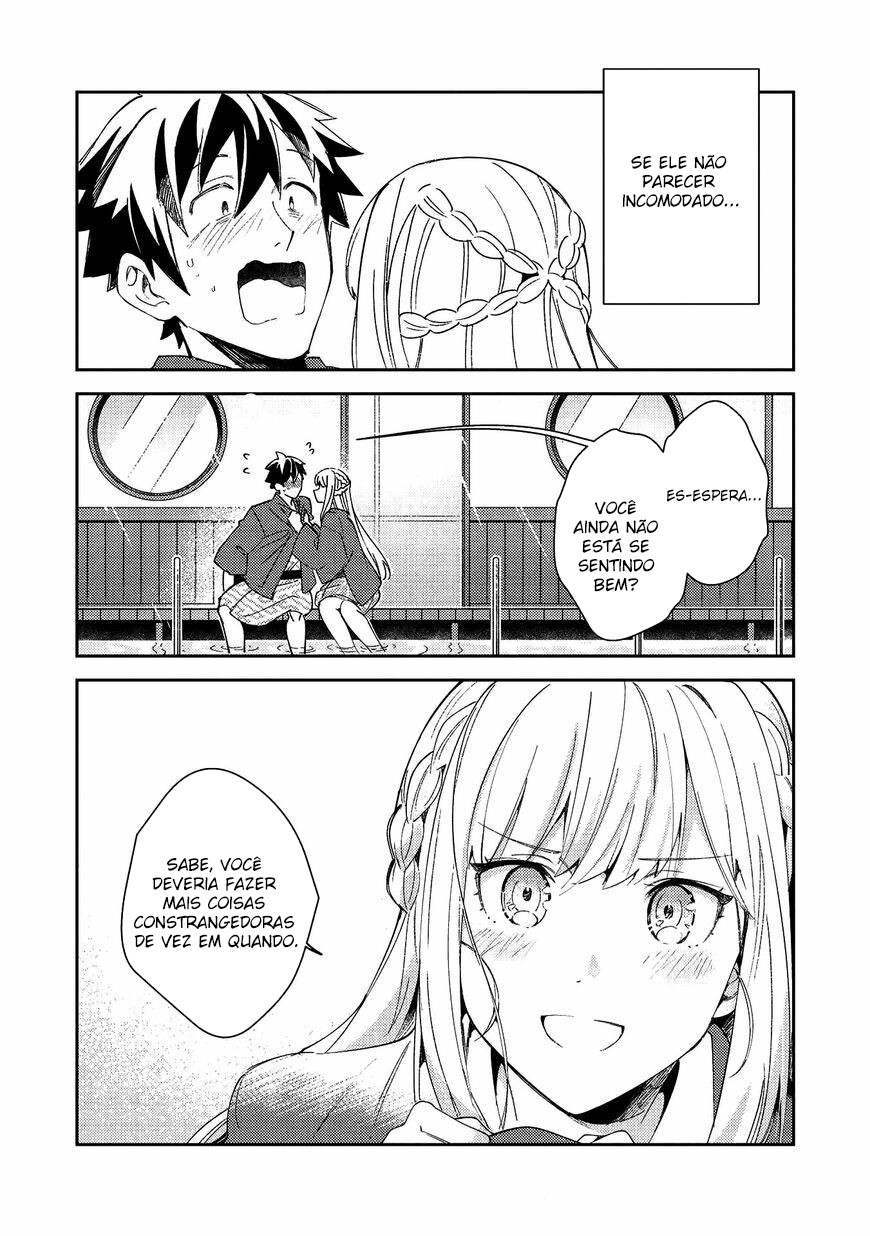 SE ELE NÃO
PARECER
INCOMODADO...
ES-ESPERA...
VOCÊ
AINDA NÃO
ESTÁ SE
SENTINDO
BEM?
SABE, VOCÊ
DEVERIA FAZER
MAIS COISAS
CONSTRANGEDORAS
DE VEZ EM QUANDO.